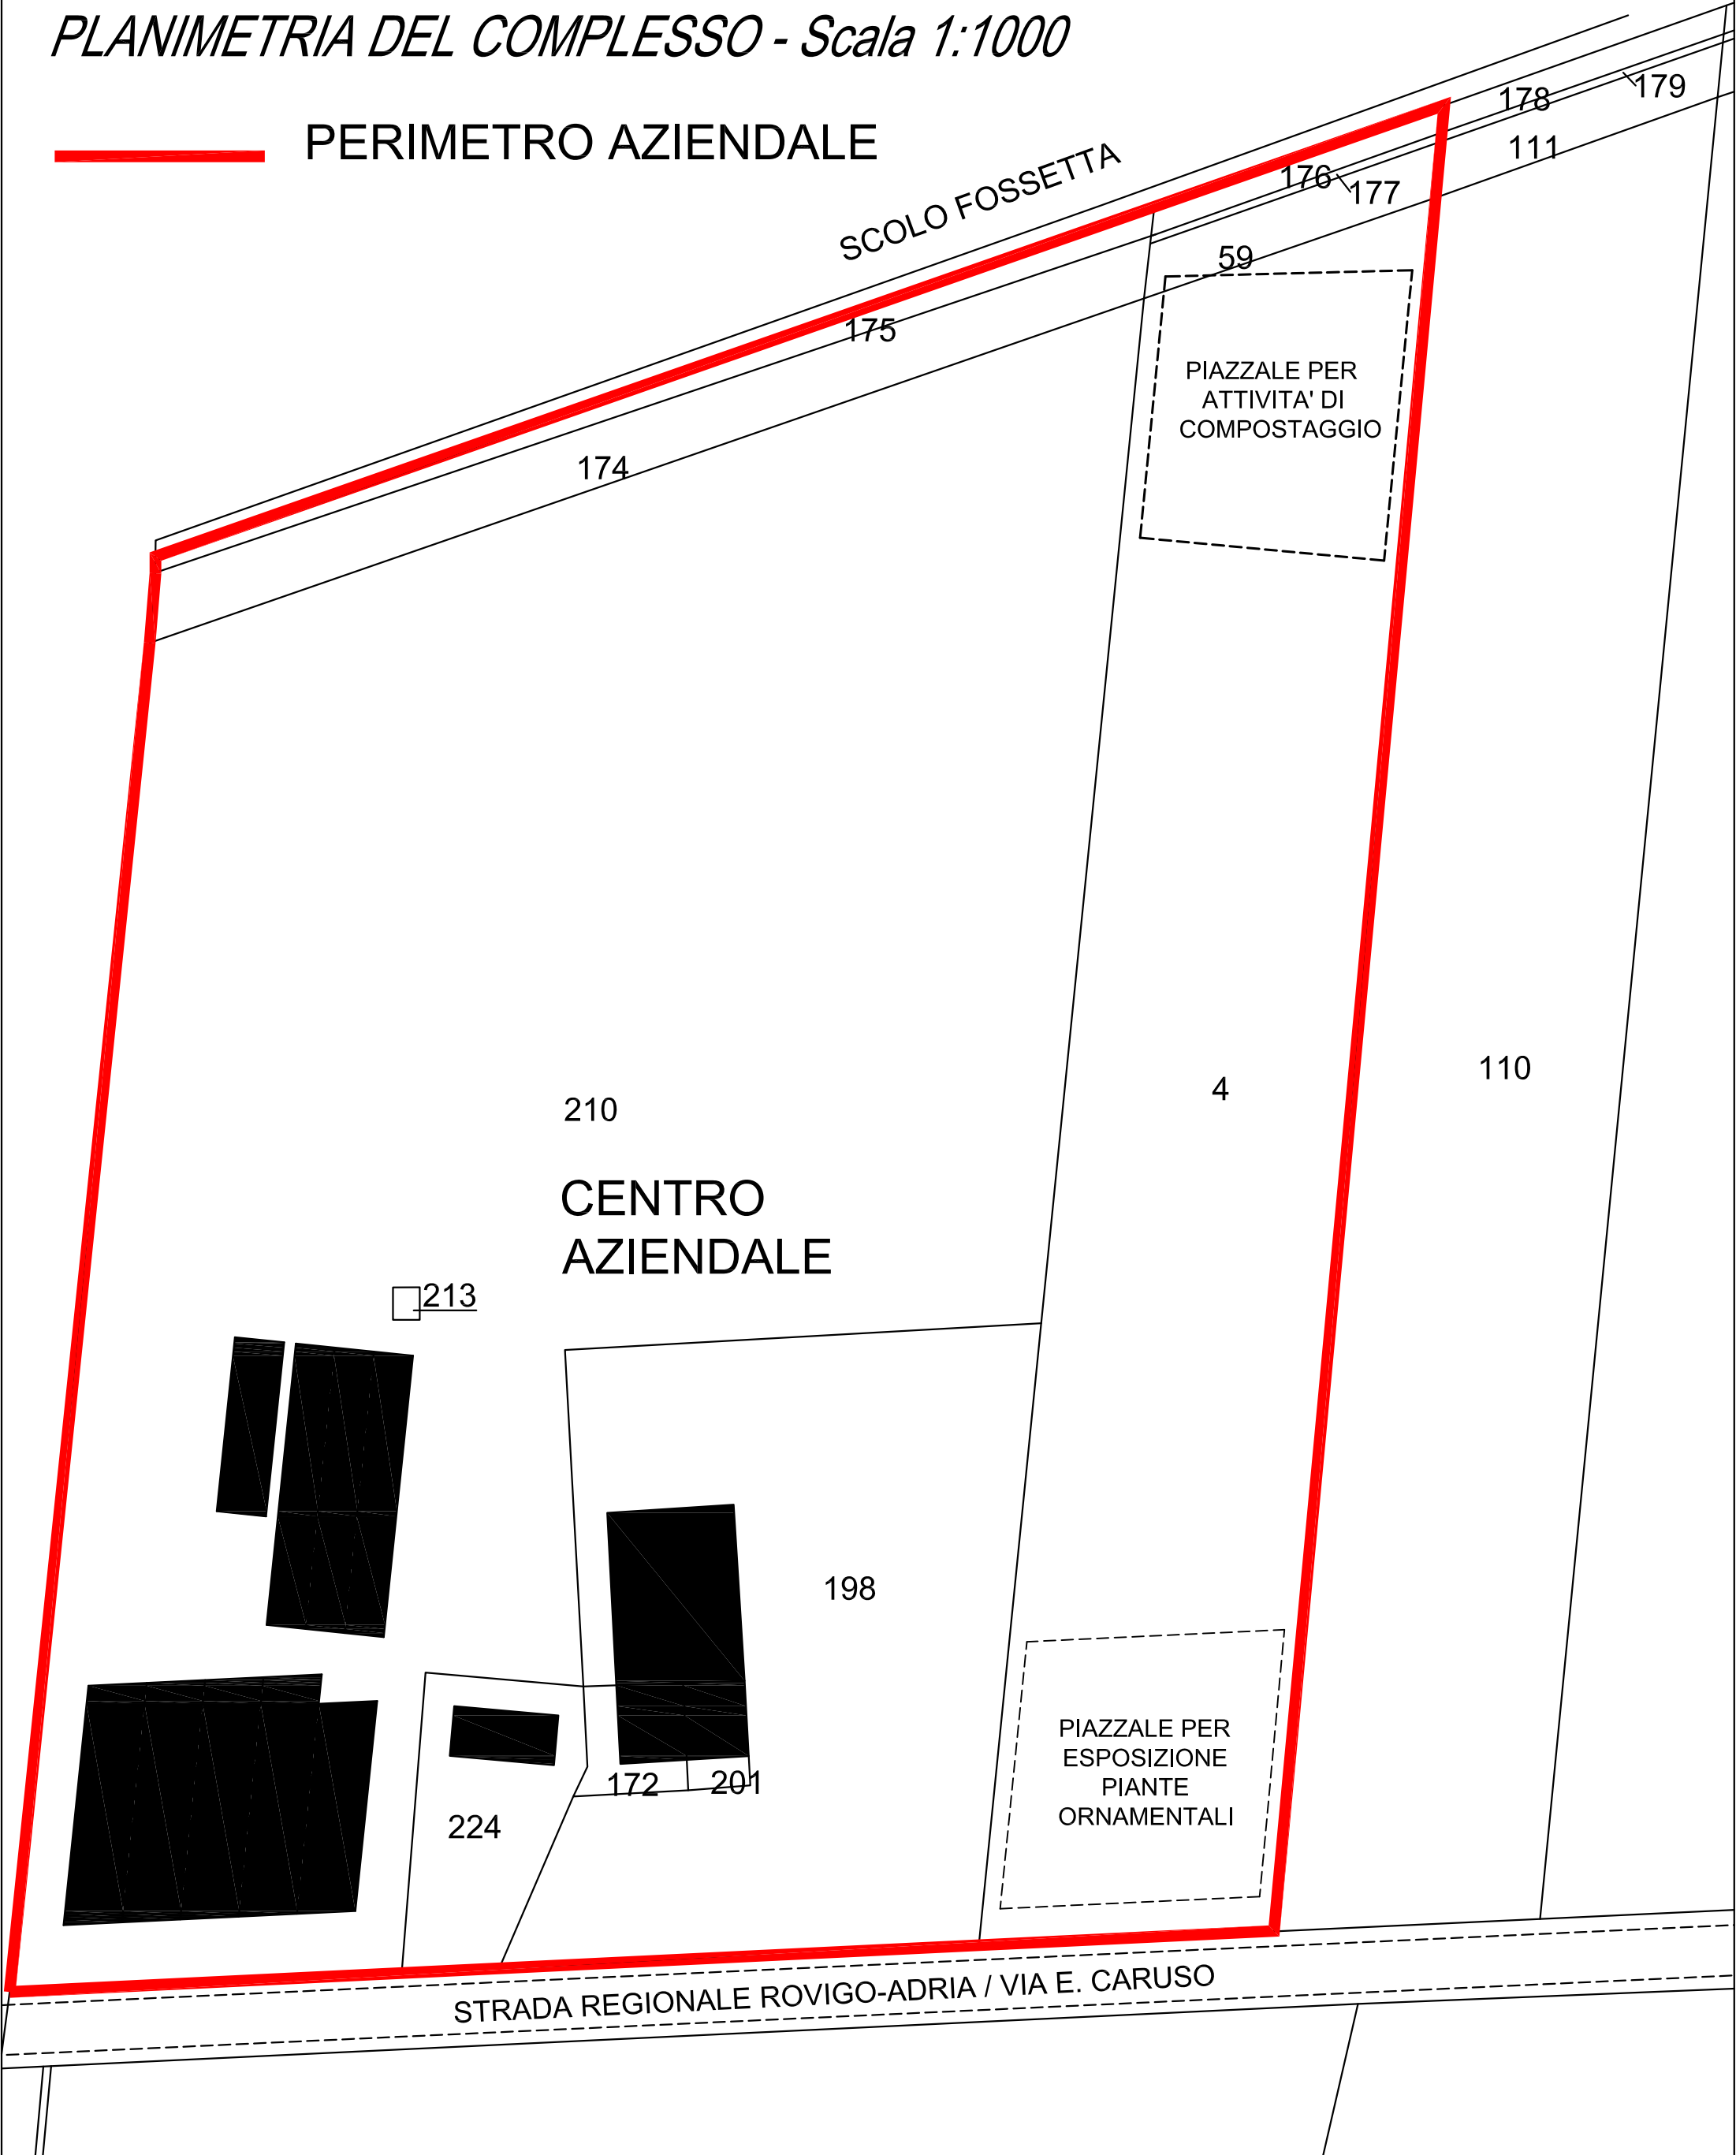 PLANIMETRIA DEL COMPLESSO - Scala 1:1000
PERIMETRO AZIENDALE
179
178
111
SCOLO FOSSETTA
176
177
59
175
PIAZZALE PER
ATTIVITA' DI
COMPOSTAGGIO
174
110
4
210
CENTRO
AZIENDALE
213
198
PIAZZALE PER
ESPOSIZIONE
PIANTE
ORNAMENTALI
172
201
224
STRADA REGIONALE ROVIGO-ADRIA / VIA E. CARUSO